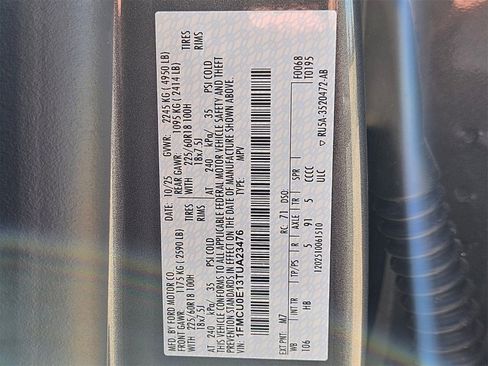 MFD. BY FORD MOTOR CO.
DATE: 10/25 GVWR: 2245 KG ( 4950 LB)
FRONT GAWR: 1175 KG ( 2590 LB) REAR GAWR: 1095 KG ( 2414 LB)
WITH 225/60R18 100H TIRES WITH 225/60R18 100H TIRES
18x7.5J RIMS 18x7.5J RIMS
AT 240 kPa/ 35 PSI COLD AT 240 kPa/ 35 PSI COLD
THIS VEHICLE CONFORMS TO ALL APPLICABLE FEDERAL MOTOR VEHICLE SAFETY AND THEFT
PREVENTION STANDARDS IN EFFECT ON THE DATE OF MANUFACTURE SHOWN ABOVE.
VIN: 1FMCU0E13TUA23476 TYPE: MPV
F006B
T0195
EXT PNT: M7 RC: 71 DSO:
WB INT TR TP/PS R AXLE TR SPR
106 HB 5 91 5 CCCC
1202510061510 ULC
▽ RU5A-3520472-AB